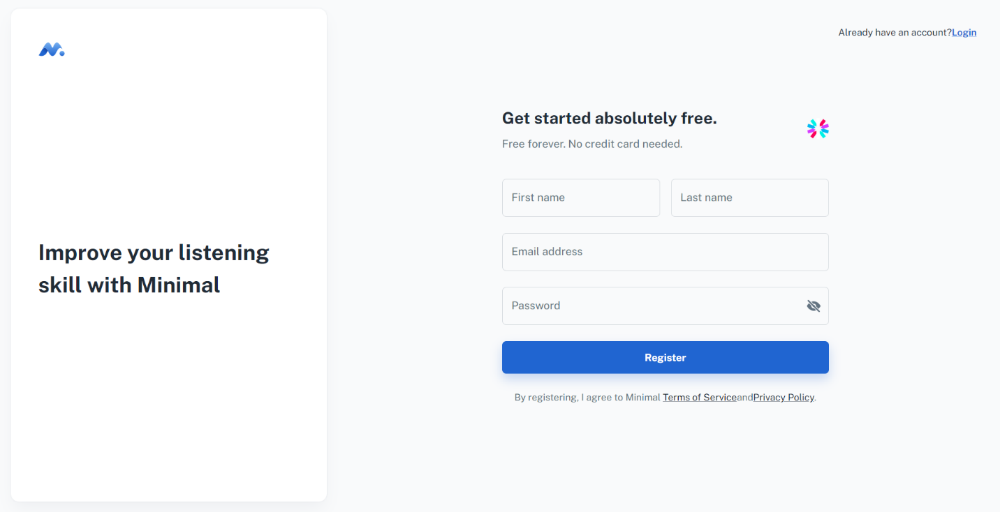 Improve your listening
skill with Minimal
Already have an account?Login
Get started absolutely free.
Free forever. No credit card needed.
First name
Last name
Email address
Password
Register
By registering, I agree to Minimal Terms of ServiceandPrivacy Policy.